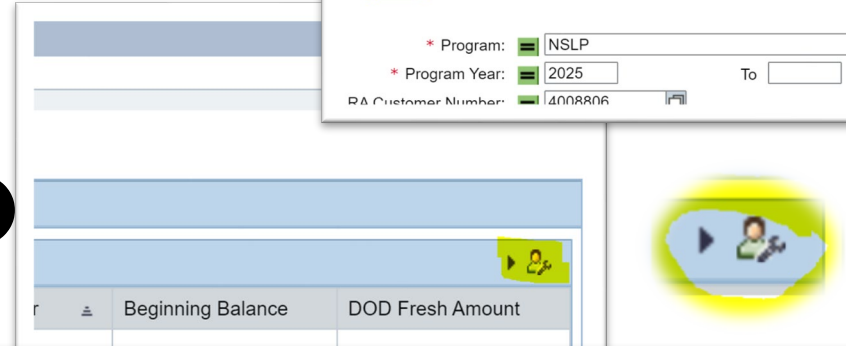 * Program: NSLP
* Program Year: 2025 To
RA Customer Number: 4008806
Beginning Balance DOD Fresh Amount